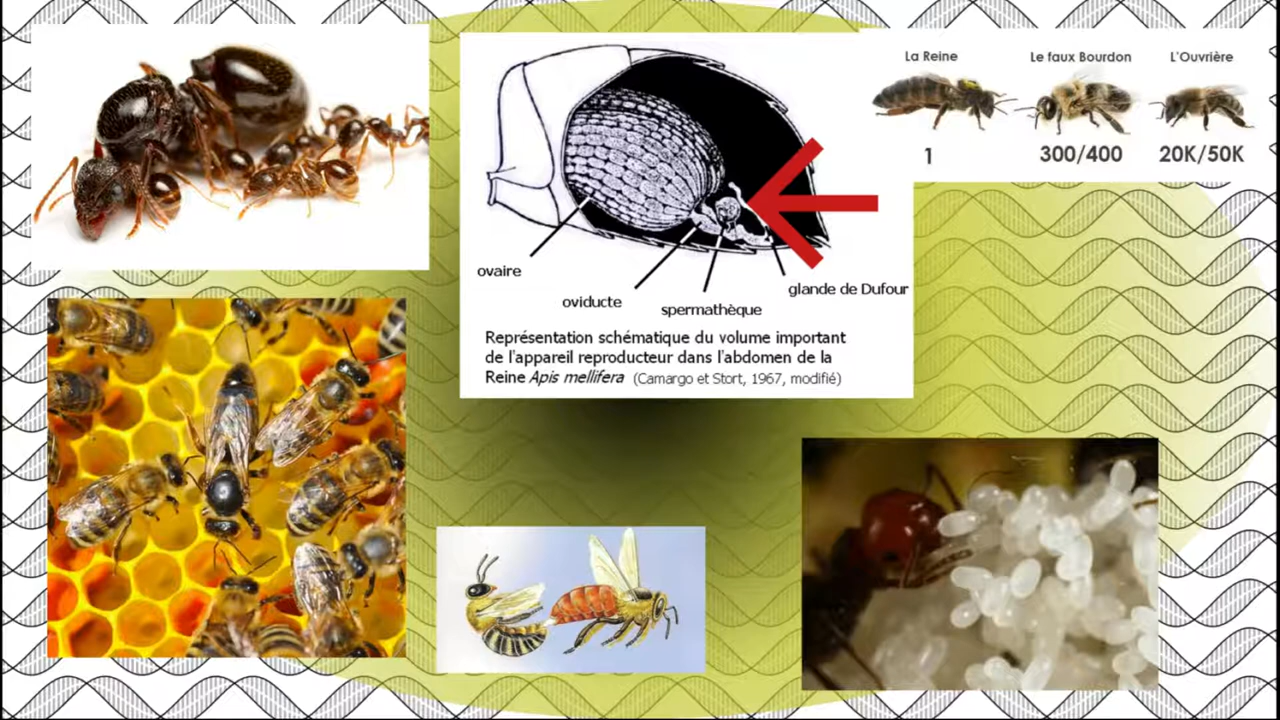 La Reine
Le faux Bourdon
L'Ouvrière
1
300/400
20K/50K
ovaire
oviducte
spermathèque
glande de Dufour
Représentation schématique du volume important
de l'appareil reproducteur dans l'abdomen de la
Reine Apis mellifera (Camargo et Stort, 1967, modifié)